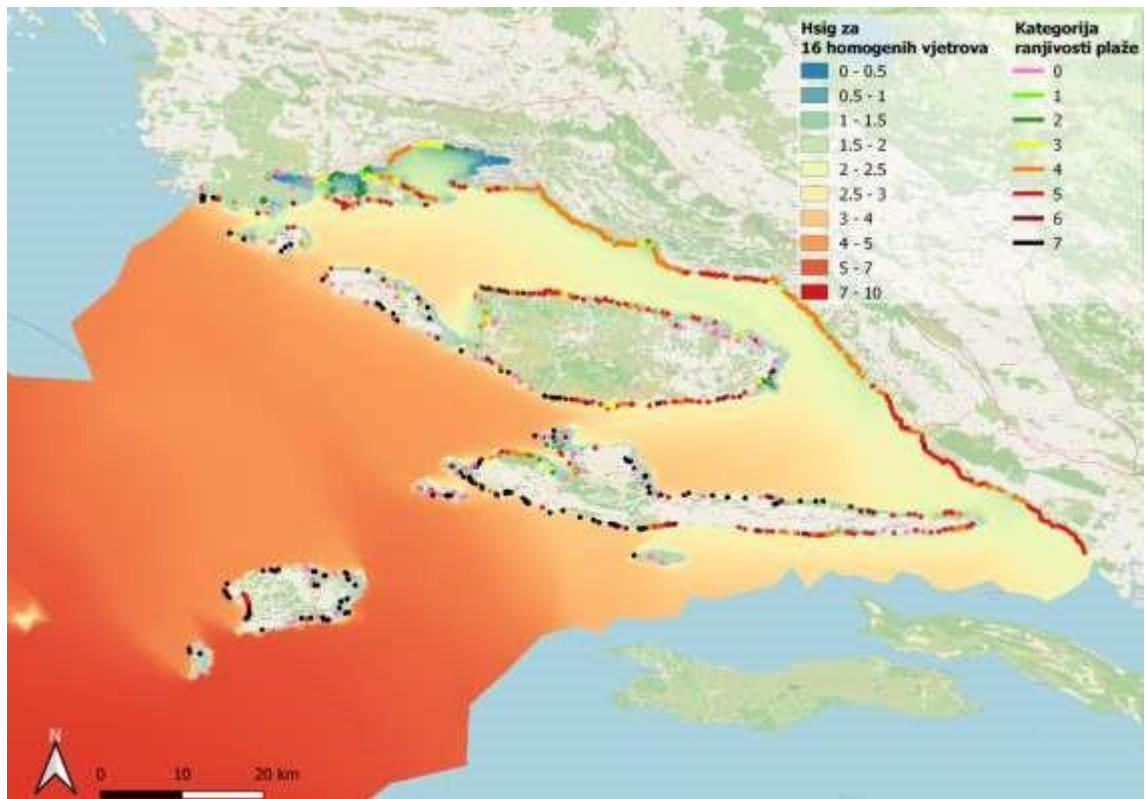 Hsig za
16 homogenih vjetrova
0 - 0.5
0.5 - 1
1 - 1.5
1.5 - 2
2 - 2.5
2.5 - 3
3 - 4
4 - 5
5 - 7
7 - 10
Kategorija
ranjivosti plaže
0
1
2
3
4
5
6
7
N
0 10 20 km